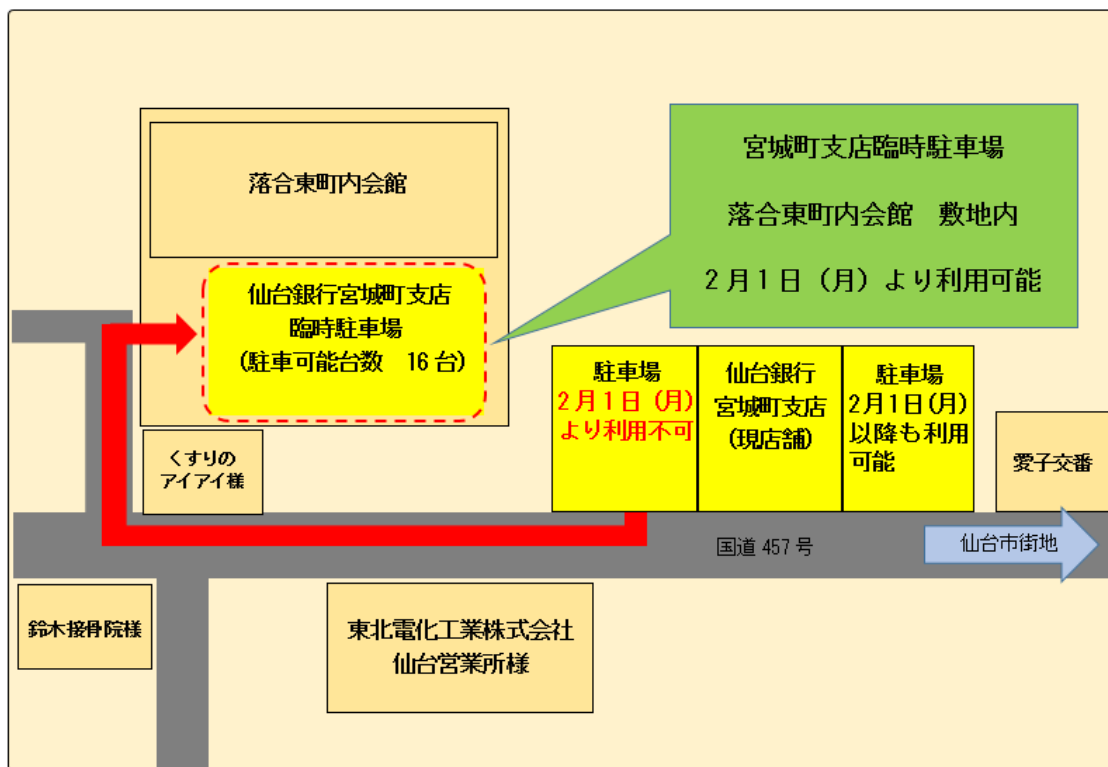 宮城町支店臨時駐車場
落合東町内会館　敷地内
2月1日（月）より利用可能
落合東町内会館
仙台銀行宮城町支店
臨時駐車場
（駐車可能台数　16台）
駐車場
2月1日（月）
より利用不可
仙台銀行
宮城町支店
（現店舗）
駐車場
2月1日（月）
以降も利用
可能
愛子交番
くすりの
アイアイ様
国道457号
仙台市街地
鈴木接骨院様
東北電化工業株式会社
仙台営業所様